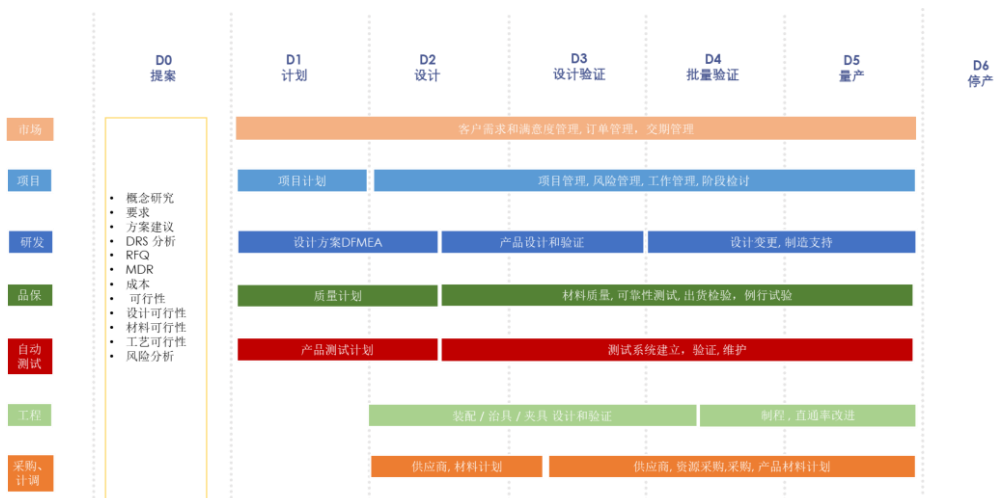 D0
提案
D1
计划
D2
设计
D3
设计验证
D4
批量验证
D5
量产
D6
停产
市场
客户需求和满意度管理, 订单管理，交期管理
项目
项目计划
项目管理, 风险管理, 工作管理, 阶段检讨
• 概念研究
• 要求
• 方案建议
• DRS 分析
• RFQ
• MDR
• 成本
• 可行性
• 设计可行性
• 材料可行性
• 工艺可行性
• 风险分析
研发
设计方案DFMEA
产品设计和验证
设计变更, 制造支持
品保
质量计划
材料质量, 可靠性测试, 出货检验，例行试验
自动
测试
产品测试计划
测试系统建立，验证, 维护
工程
装配 / 治具 / 夹具 设计和验证
制程 , 直通率改进
采购、
计调
供应商, 材料计划
供应商, 资源采购,采购, 产品材料计划